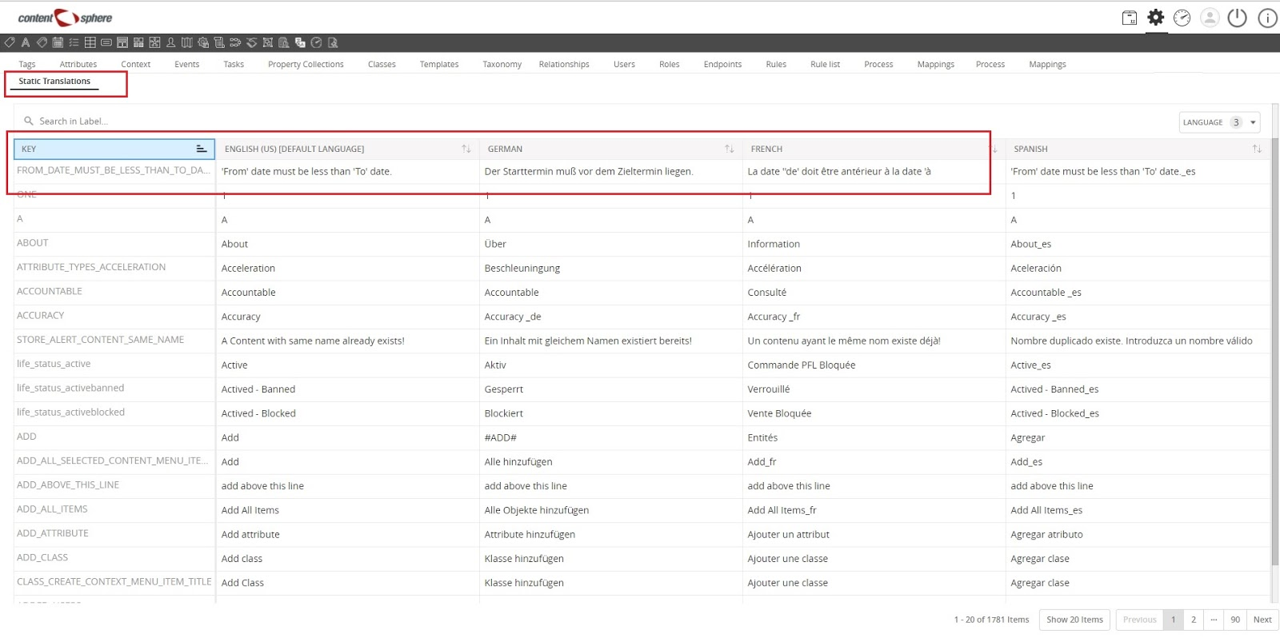 content sphere
Tags Attributes Context Events Tasks Property Collections Classes Templates Taxonomy Relationships Users Roles Endpoints Rules Rule list Process Mappings Process Mappings
Static Translations
Search in Label...
LANGUAGE 3
KEY ENGLISH (US) [DEFAULT LANGUAGE] GERMAN FRENCH SPANISH
FROM_DATE_MUST_BE_LESS_THAN_TO_DA... 'From' date must be less than 'To' date. Der Starttermin muß vor dem Zieltermin liegen. La date "de' doit être antérieur à la date 'à 'From' date must be less than 'To' date._es
ONE 1 1 1 1
A A A A A
ABOUT About Über Information About_es
ATTRIBUTE_TYPES_ACCELERATION Acceleration Beschleuningung Accélération Aceleración
ACCOUNTABLE Accountable Accountable Consulté Accountable _es
ACCURACY Accuracy Accuracy _de Accuracy _fr Accuracy _es
STORE_ALERT_CONTENT_SAME_NAME A Content with same name already exists! Ein Inhalt mit gleichem Namen existiert bereits! Un contenu ayant le même nom existe déjà! Nombre duplicado existe. Introduzca un nombre válido
life_status_active Active Aktiv Commande PFL Bloquée Active_es
life_status_activebanned Actived - Banned Gesperrt Verrouillé Actived - Banned_es
life_status_activeblocked Actived - Blocked Blockiert Vente Bloquée Actived - Blocked_es
ADD Add #ADD# Entités Agregar
ADD_ALL_SELECTED_CONTENT_MENU_ITE... Add Alle hinzufügen Add_fr Add_es
ADD_ABOVE_THIS_LINE add above this line add above this line add above this line add above this line
ADD_ALL_ITEMS Add All Items Alle Objekte hinzufügen Add All Items_fr Add All Items_es
ADD_ATTRIBUTE Add attribute Attribute hinzufügen Ajouter un attribut Agregar atributo
ADD_CLASS Add class Klasse hinzufügen Ajouter une classe Agregar clase
CLASS_CREATE_CONTEXT_MENU_ITEM_TITLE Add Class Klasse hinzufügen Ajouter une classe Agregar clase
1 - 20 of 1781 Items Show 20 Items Previous 1 2 ... 90 Next